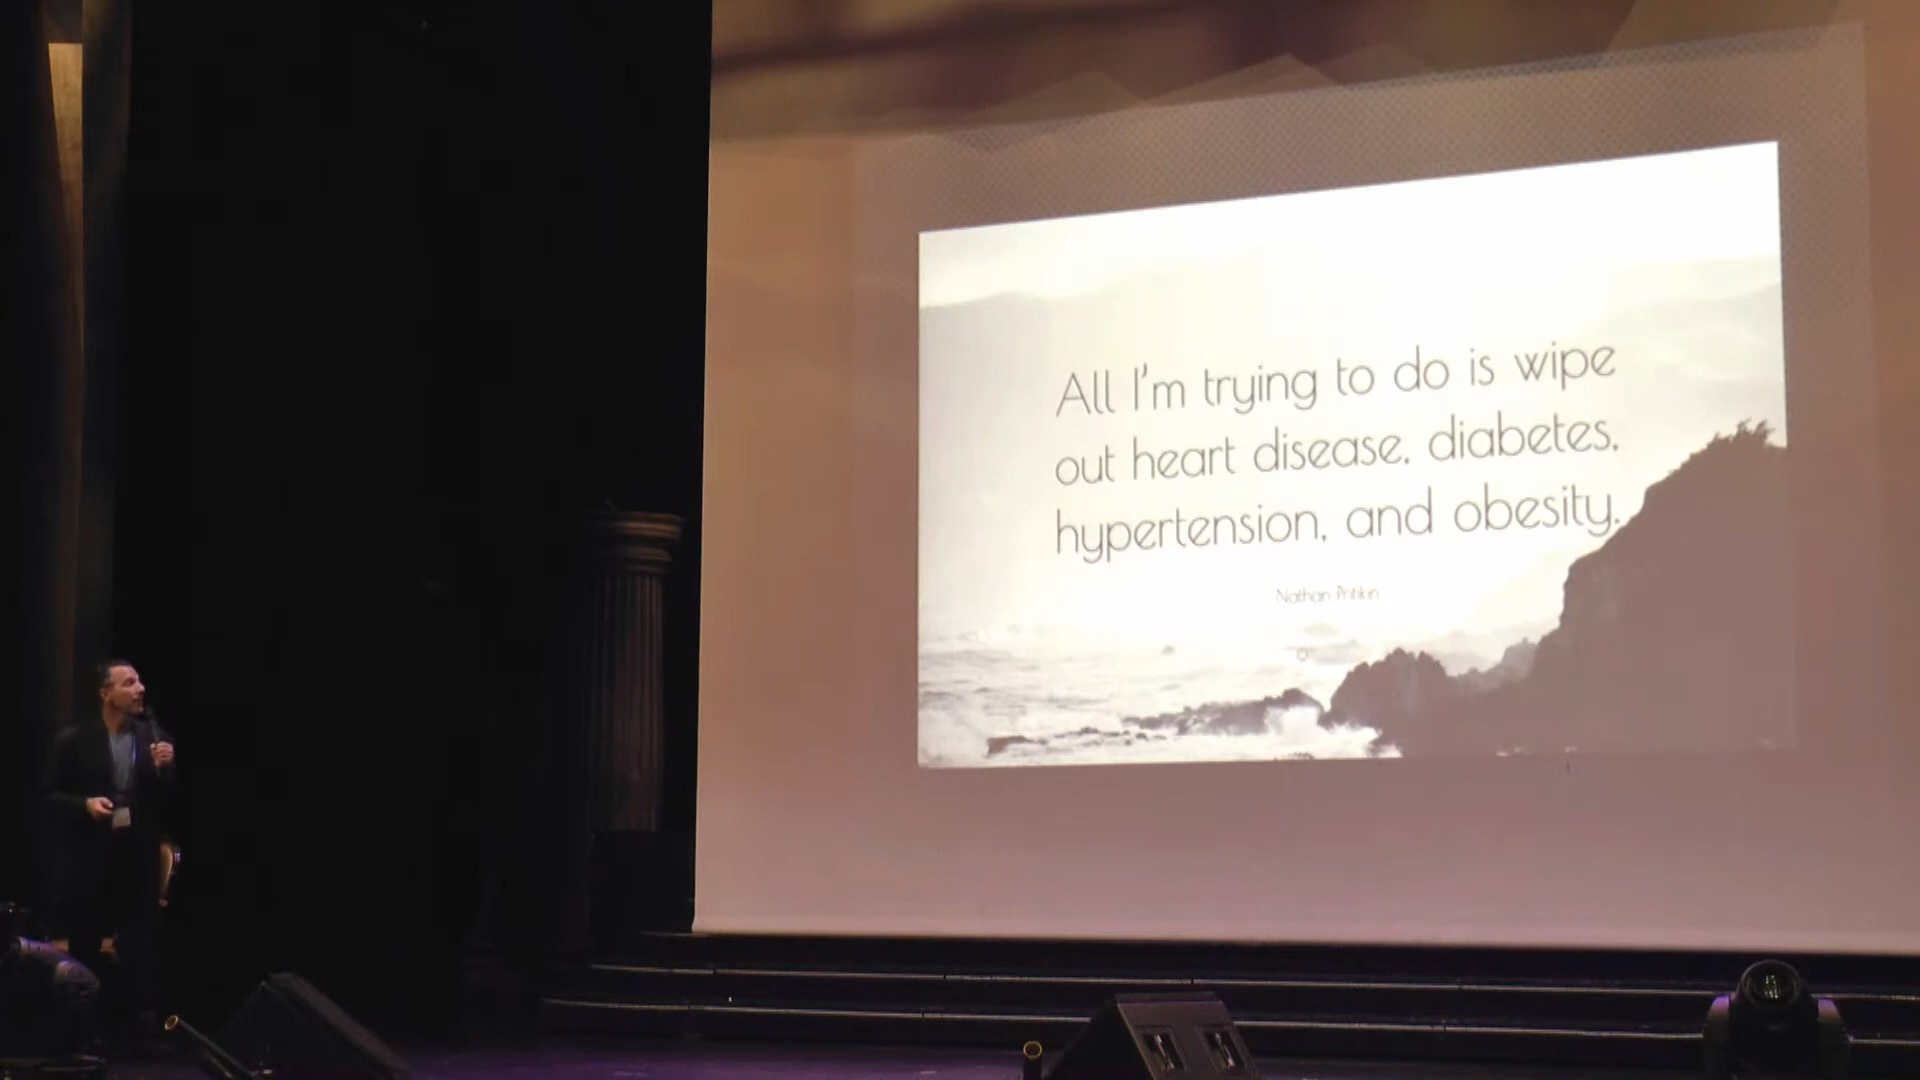 All I'm trying to do is wipe
out heart disease, diabetes,
hypertension, and obesity.
Nathan Pritikin